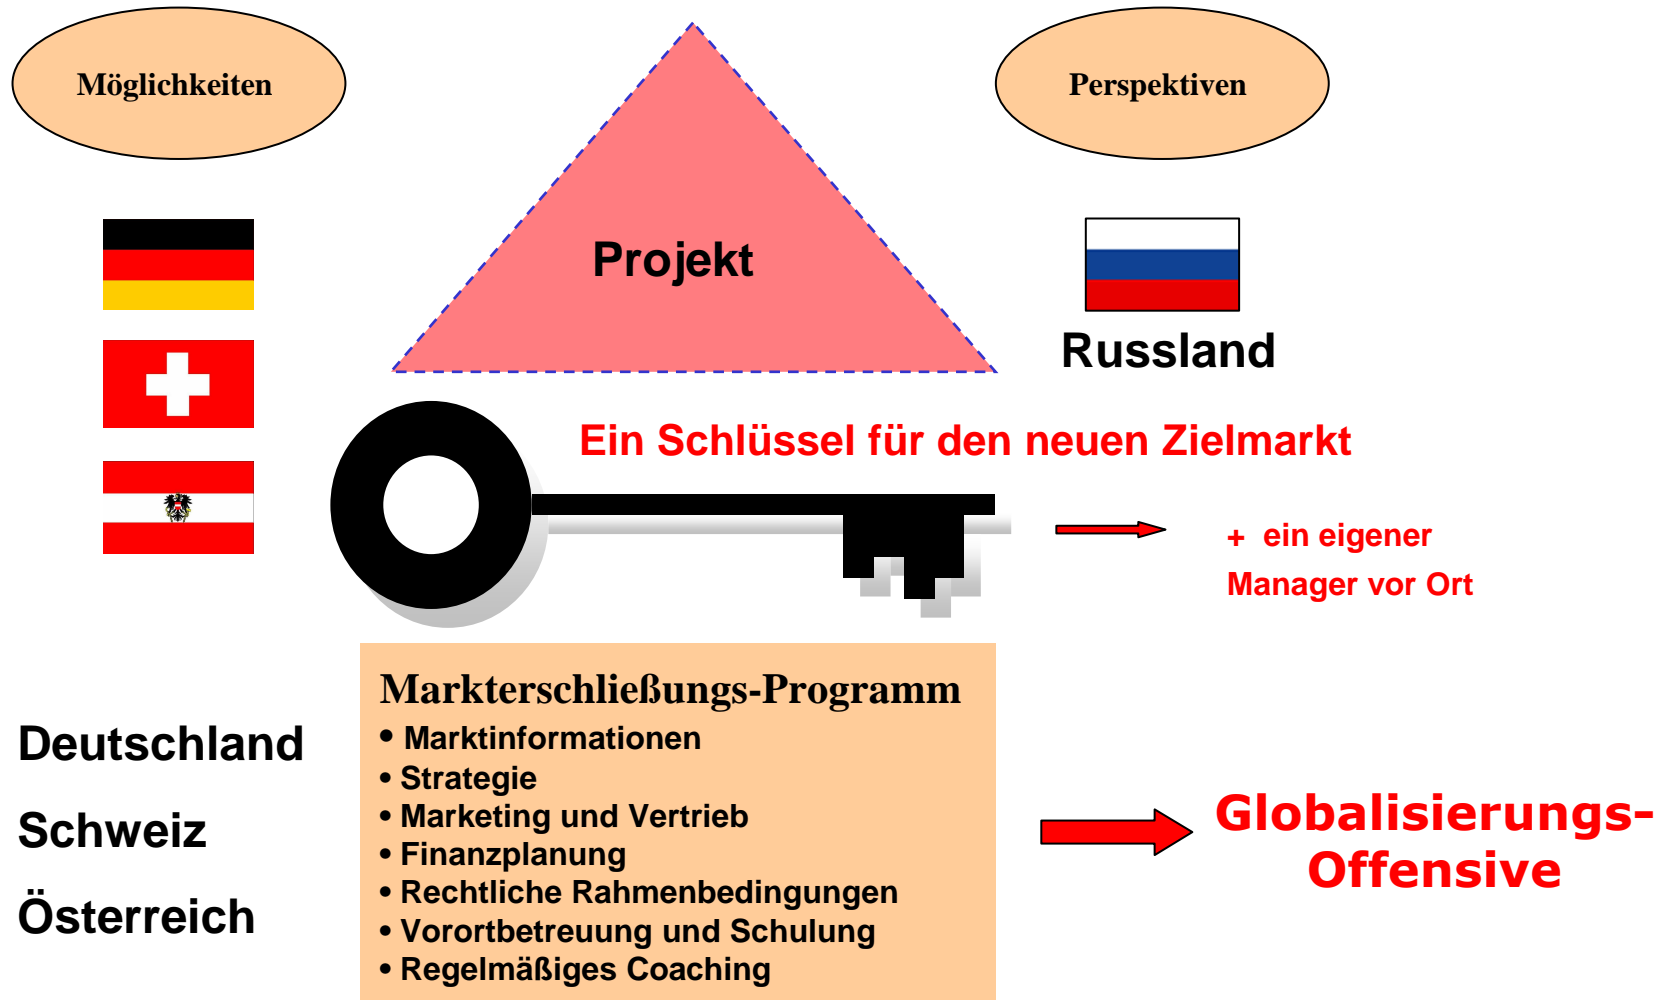 Möglichkeiten
Perspektiven
Projekt
Russland
Ein Schlüssel für den neuen Zielmarkt
+ ein eigener
Manager vor Ort
Deutschland
Schweiz
Österreich
Markterschließungs-Programm
• Marktinformationen
• Strategie
• Marketing und Vertrieb
• Finanzplanung
• Rechtliche Rahmenbedingungen
• Vorortbetreuung und Schulung
• Regelmäßiges Coaching
Globalisierungs-
Offensive